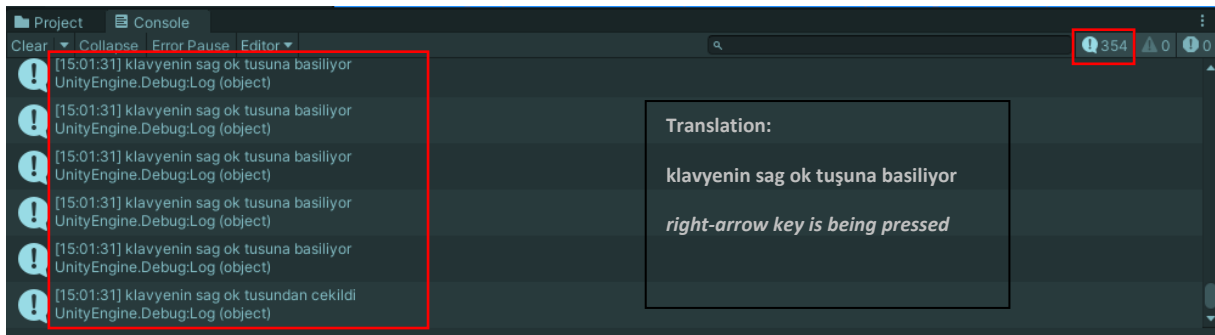 Project Console
Clear Collapse Error Pause Editor 354 0 0
[15:01:31] klavyenin sag ok tusuna basiliyor
UnityEngine.Debug:Log (object)
[15:01:31] klavyenin sag ok tusuna basiliyor
UnityEngine.Debug:Log (object)
[15:01:31] klavyenin sag ok tusuna basiliyor
UnityEngine.Debug:Log (object)
[15:01:31] klavyenin sag ok tusuna basiliyor
UnityEngine.Debug:Log (object)
[15:01:31] klavyenin sag ok tusuna basiliyor
UnityEngine.Debug:Log (object)
[15:01:31] klavyenin sag ok tusundan cekildi
UnityEngine.Debug:Log (object)
Translation:
klavyenin sag ok tuşuna basiliyor
right-arrow key is being pressed